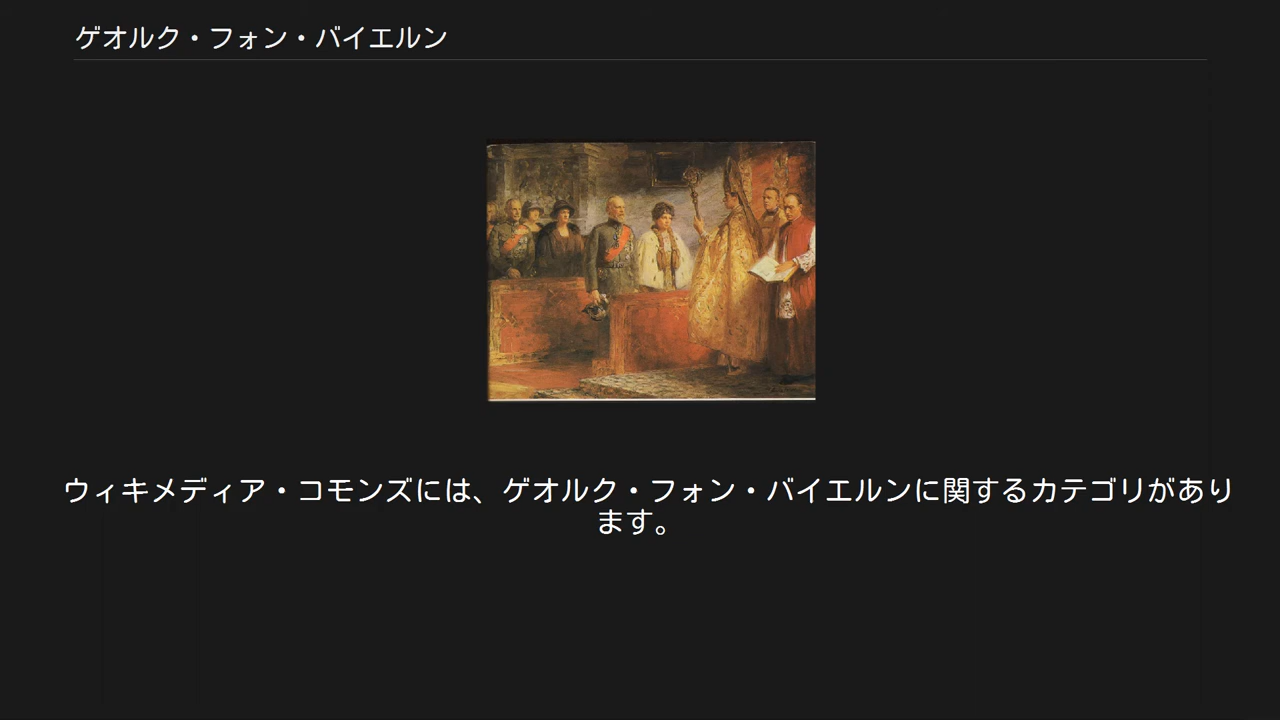 ゲオルク・フォン・バイエルン
ウィキメディア・コモンズには、ゲオルク・フォン・バイエルンに関するカテゴリがあり
ます。